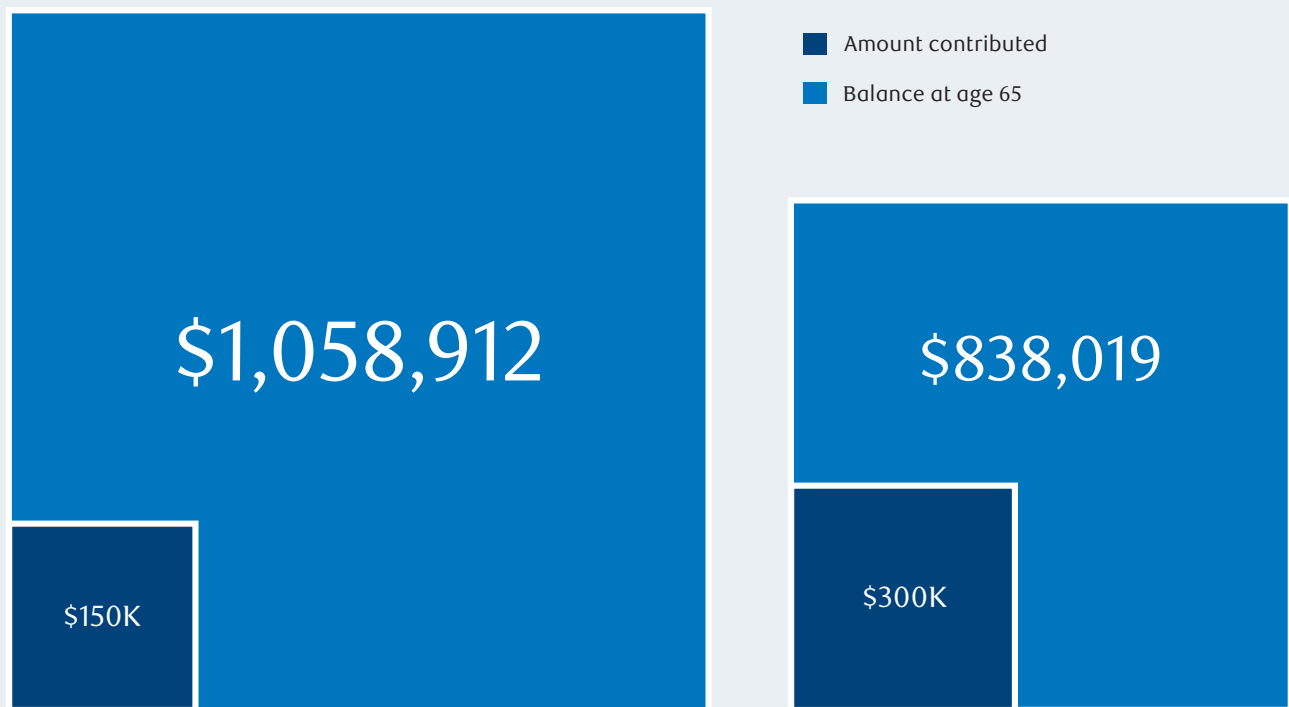 Amount contributed
Balance at age 65
$1,058,912
$838,019
$150K
$300K